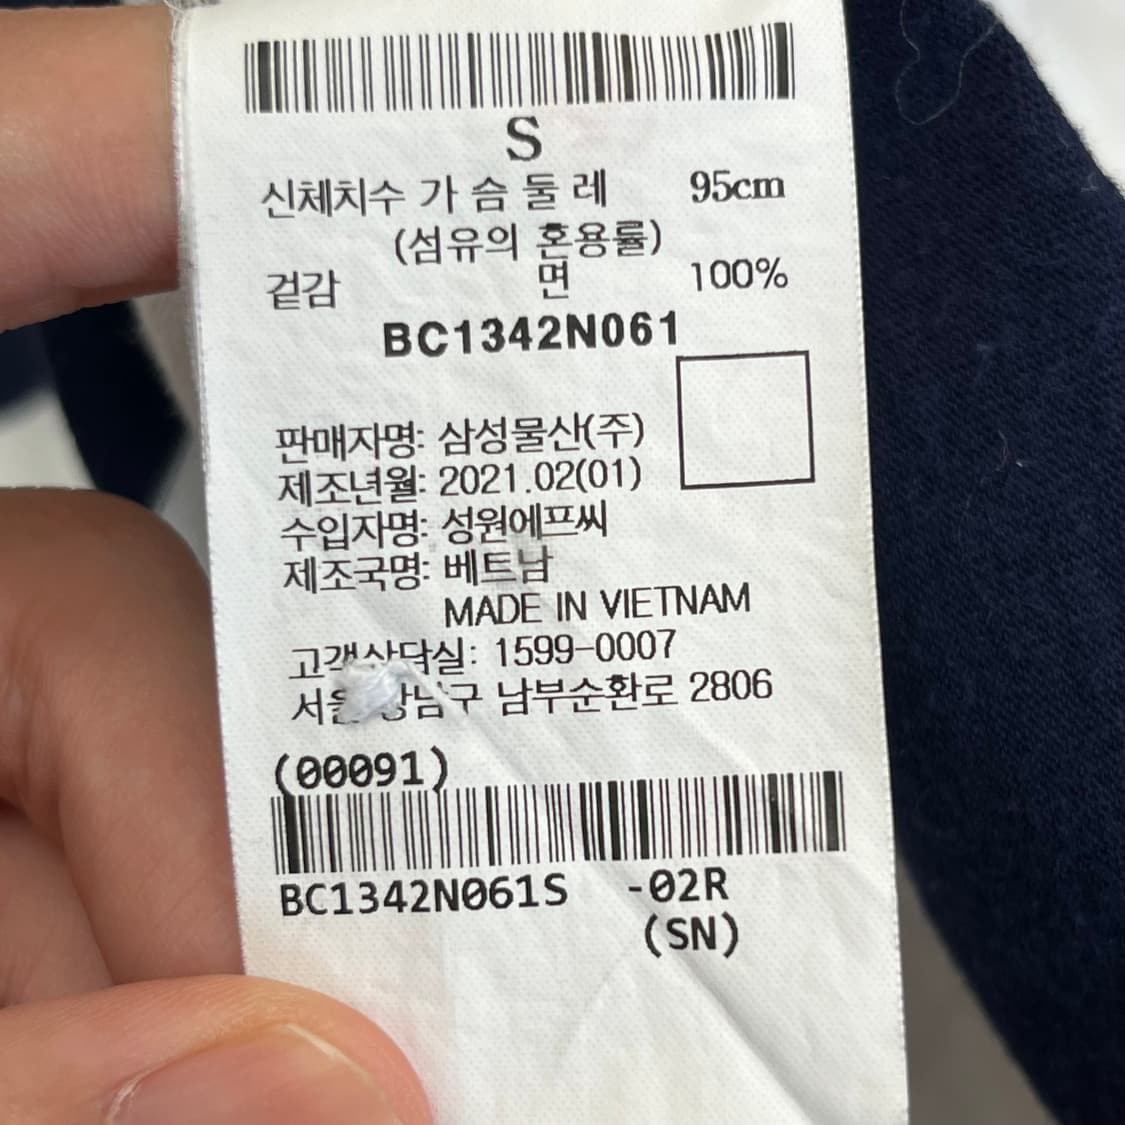 S
신체치수 가 슴 둘 레 95cm
(섬유의 혼용률)
겉감 면 100%
BC1342N061
판매자명: 삼성물산(주)
제조년월: 2021.02(01)
수입자명: 성원에프씨
제조국명: 베트남
MADE IN VIETNAM
고객상담실: 1599-0007
서울 강남구 남부순환로 2806
(00091)
BC1342N061S -02R
(SN)